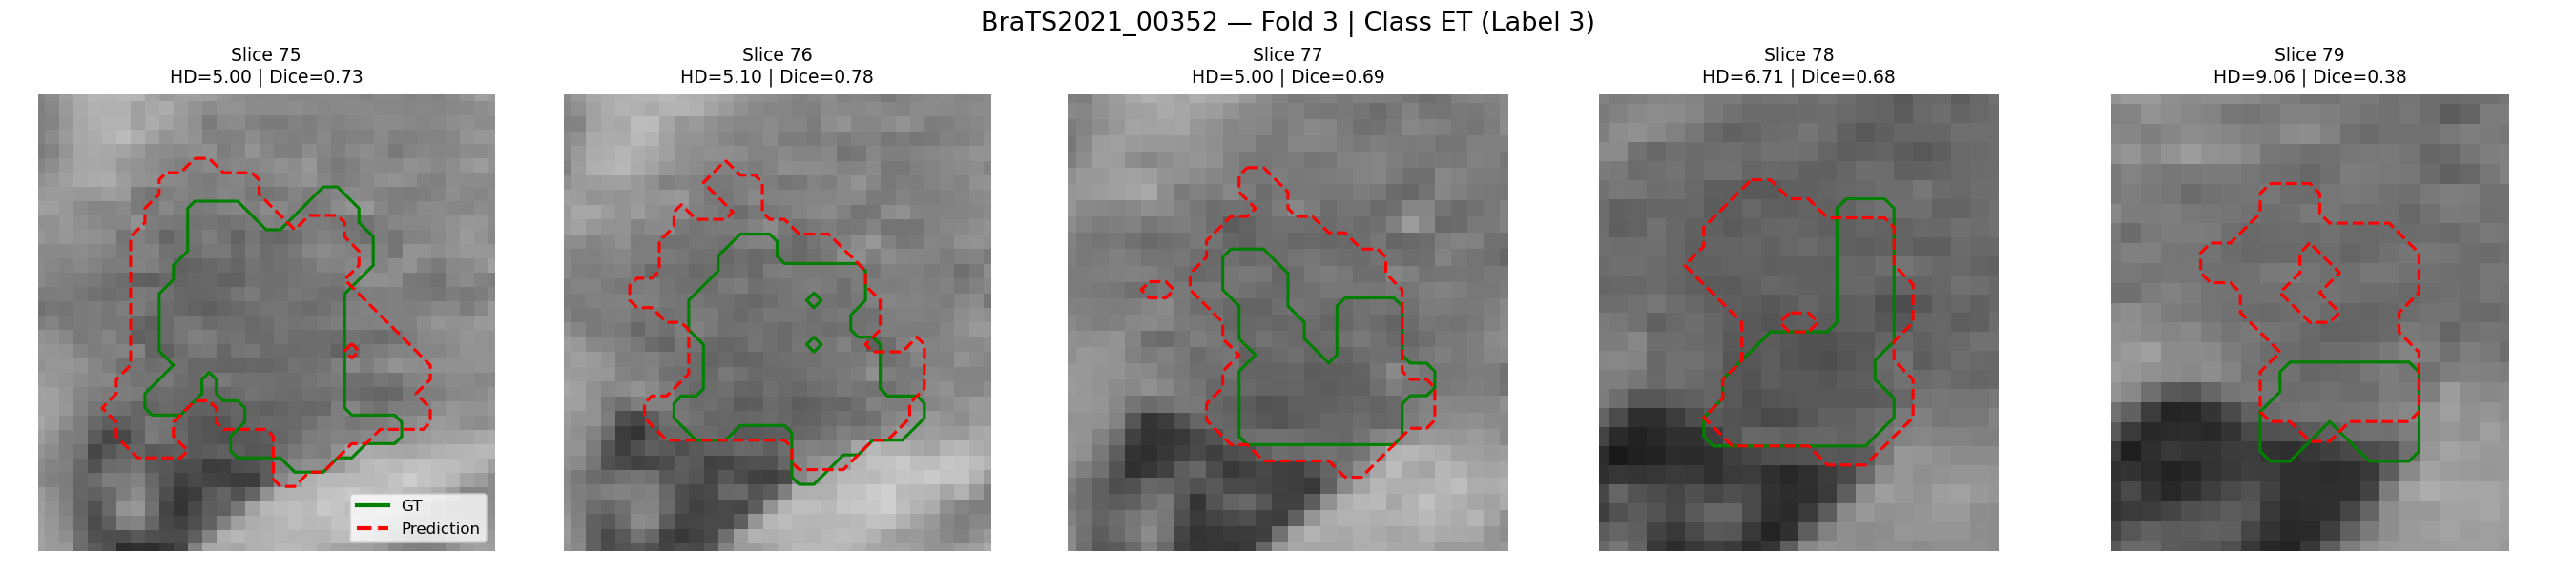 BraTS2021_00352 — Fold 3 | Class ET (Label 3)
Slice 75
HD=5.00 | Dice=0.73
Slice 76
HD=5.10 | Dice=0.78
Slice 77
HD=5.00 | Dice=0.69
Slice 78
HD=6.71 | Dice=0.68
Slice 79
HD=9.06 | Dice=0.38
GT
Prediction